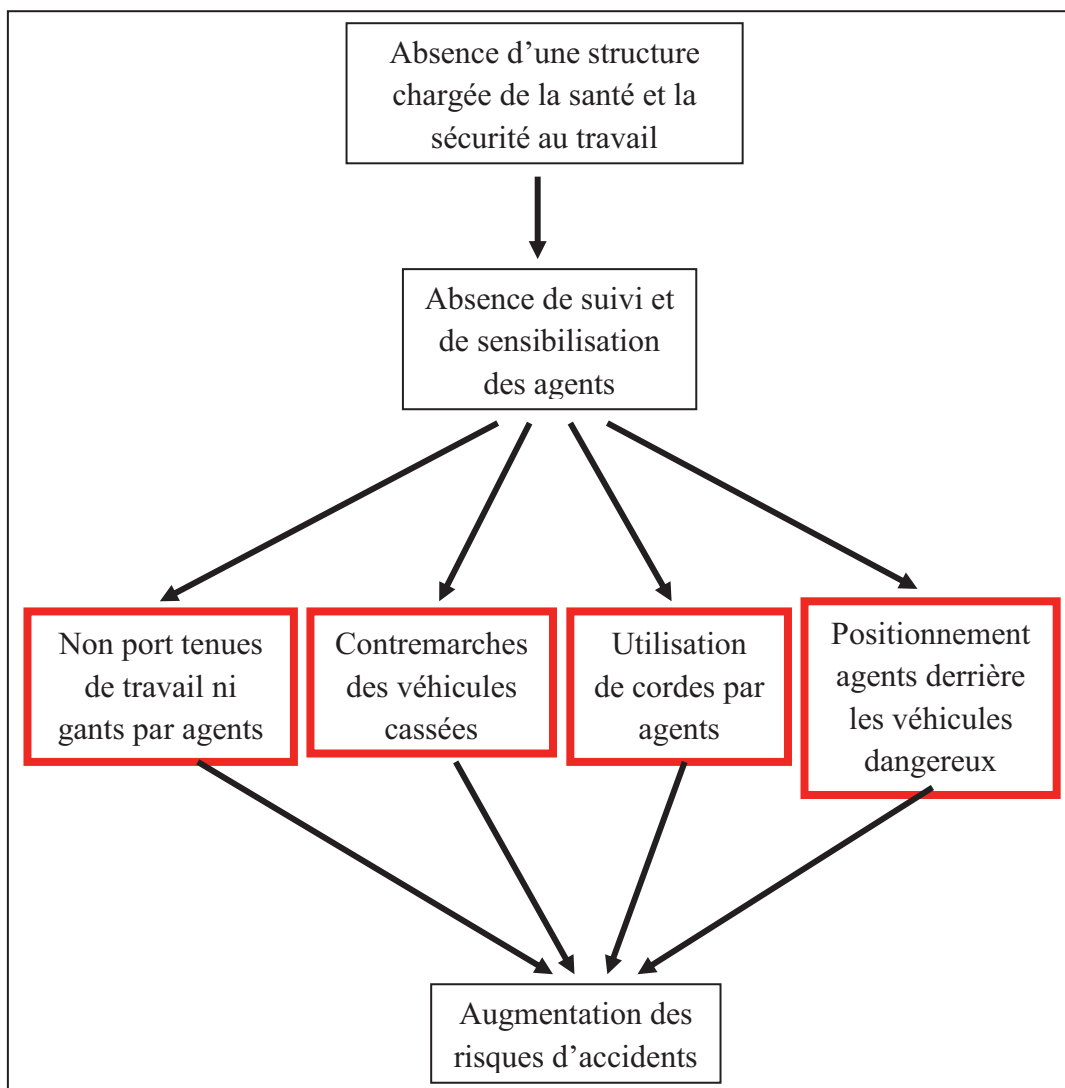 Absence d’une structure
chargée de la santé et la
sécurité au travail
Absence de suivi et
de sensibilisation
des agents
Non port tenues
de travail ni
gants par agents
Contremarches
des véhicules
cassées
Utilisation
de cordes par
agents
Positionnement
agents derrière
les véhicules
dangereux
Augmentation des
risques d’accidents